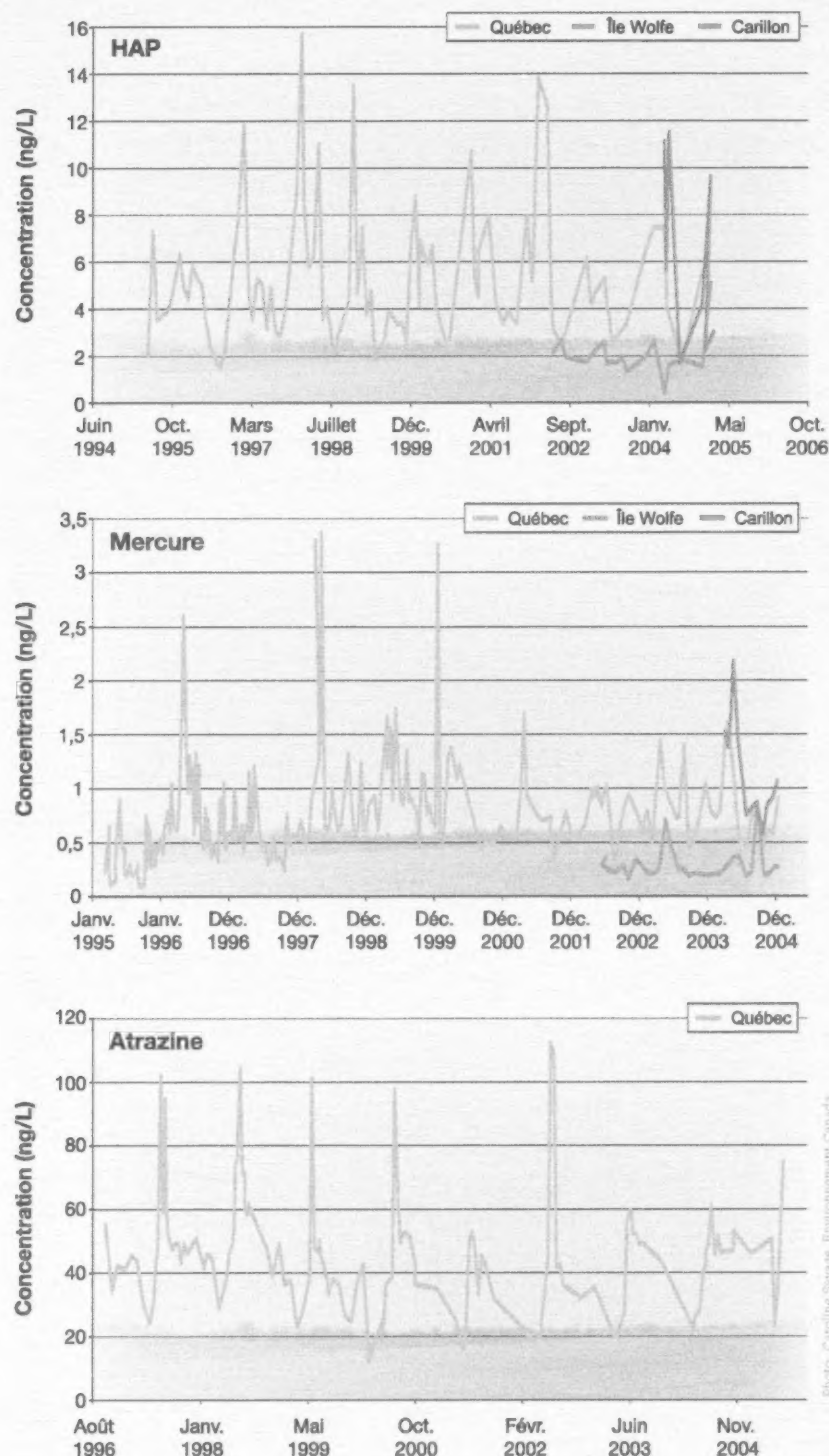 HAP
Québec Île Wolfe Carillon
Concentration (ng/L)
16
14
12
10
8
6
4
2
0
Juin Oct. Mars Juillet Déc. Avril Sept. Janv. Mai Oct.
1994 1995 1997 1998 1999 2001 2002 2004 2005 2006
Mercure
Québec Île Wolfe Carillon
Concentration (ng/L)
3,5
3
2,5
2
1,5
1
0,5
0
Janv. Janv. Déc. Déc. Déc. Déc. Déc. Déc. Déc. Déc. Déc.
1995 1996 1996 1997 1998 1999 2000 2001 2002 2003 2004
Atrazine
Québec
Concentration (ng/L)
120
100
80
60
40
20
0
Août Janv. Mai Oct. Févr. Juin Nov.
1996 1998 1999 2000 2002 2003 2004
Photo: Caroline Savage, Environnement Canada